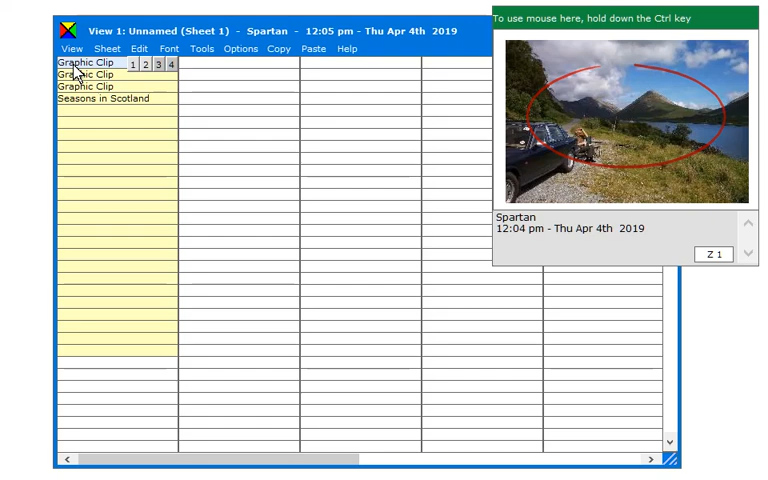 View 1: Unnamed (Sheet 1)  -  Spartan  -  12:05 pm - Thu Apr 4th  2019
View Sheet Edit Font Tools Options Copy Paste Help
Graphic Clip 1 2 3 4
Graphic Clip
Graphic Clip
Seasons in Scotland
To use mouse here, hold down the Ctrl key
Spartan
12:04 pm - Thu Apr 4th  2019
Z 1